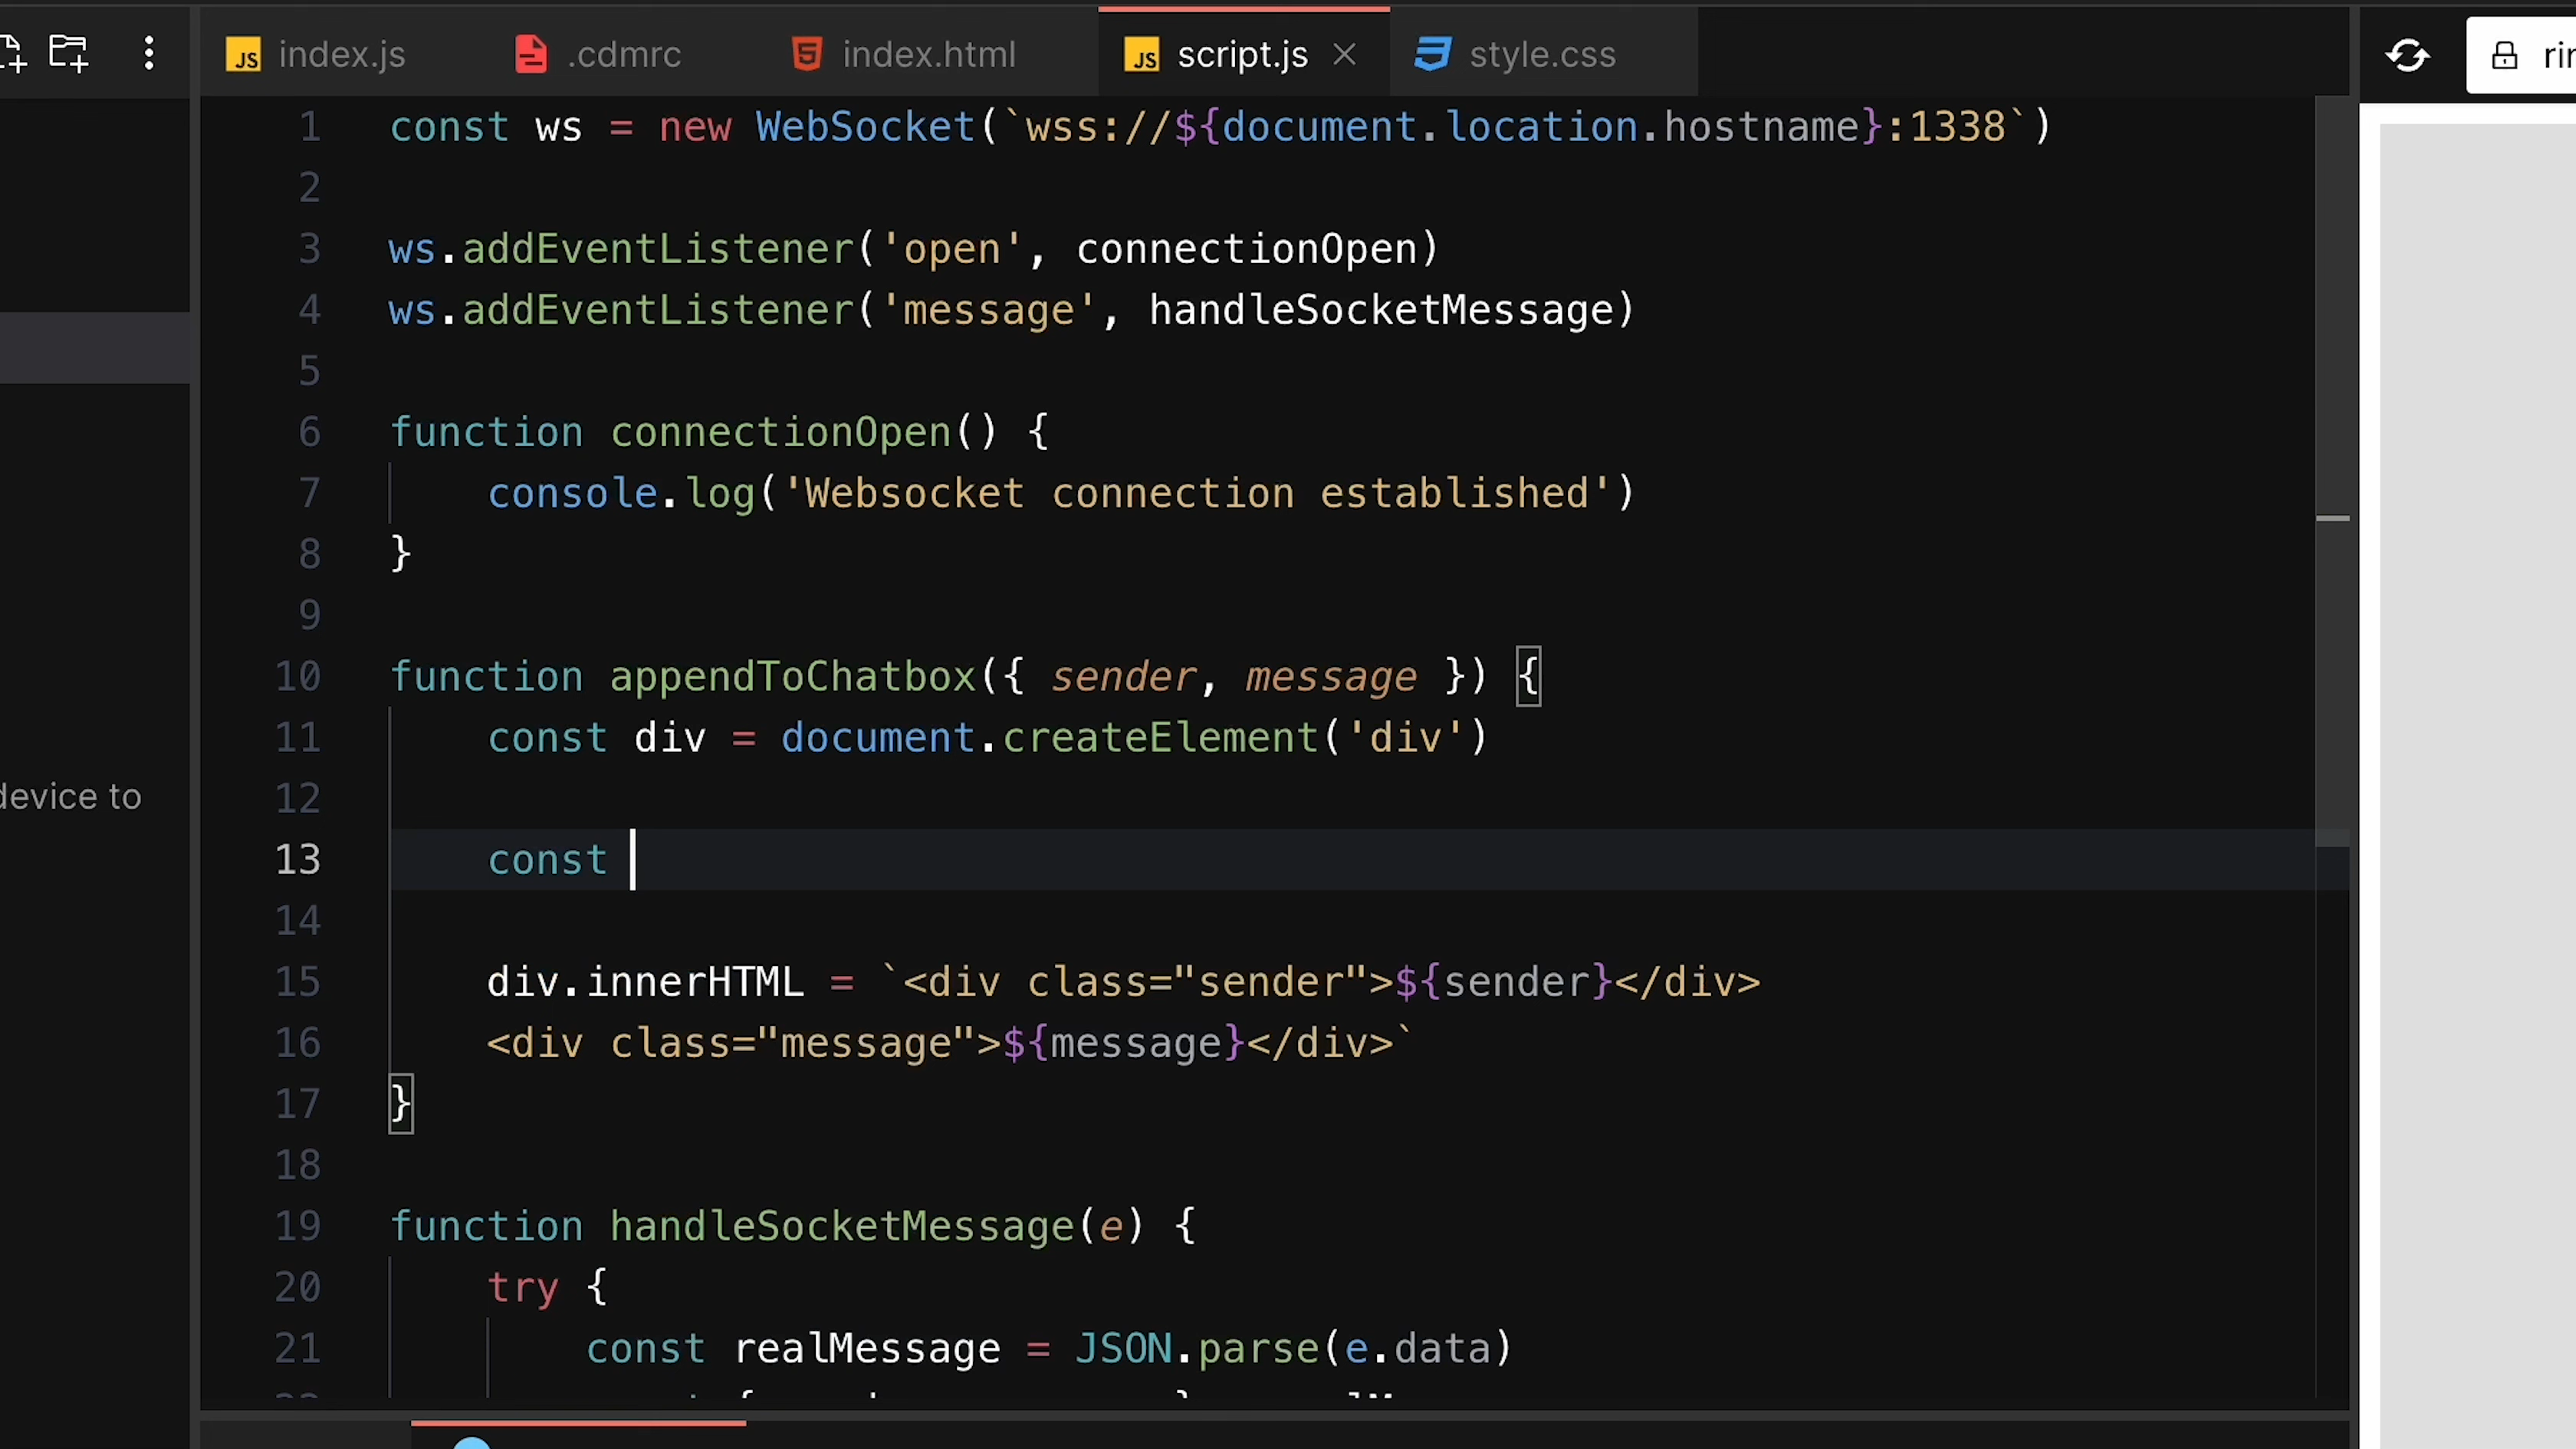 index.js
.cdmrc
index.html
script.js
style.css
1 const ws = new WebSocket(`wss://${document.location.hostname}:1338`)
2
3 ws.addEventListener('open', connectionOpen)
4 ws.addEventListener('message', handleSocketMessage)
5
6 function connectionOpen() {
7 console.log('Websocket connection established')
8 }
9
10 function appendToChatbox({ sender, message }) {
11 const div = document.createElement('div')
12
13 const
14
15 div.innerHTML = `<div class="sender">${sender}</div>
16 <div class="message">${message}</div>`
17 }
18
19 function handleSocketMessage(e) {
20 try {
21 const realMessage = JSON.parse(e.data)
device to